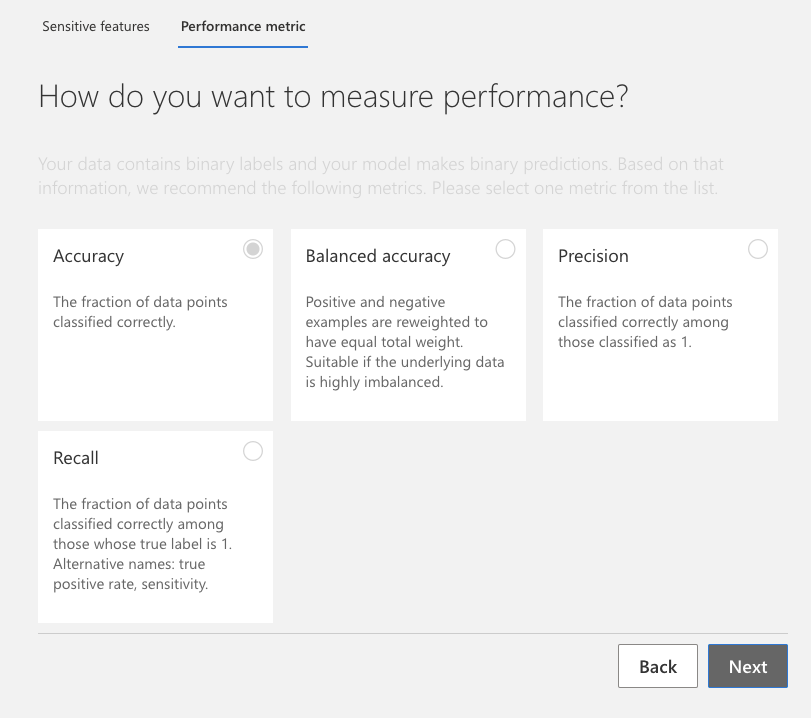 Sensitive features
Performance metric
How do you want to measure performance?
Your data contains binary labels and your model makes binary predictions. Based on that
information, we recommend the following metrics. Please select one metric from the list.
Accuracy
The fraction of data points
classified correctly.
Balanced accuracy
Positive and negative
examples are reweighted to
have equal total weight.
Suitable if the underlying data
is highly imbalanced.
Precision
The fraction of data points
classified correctly among
those classified as 1.
Recall
The fraction of data points
classified correctly among
those whose true label is 1.
Alternative names: true
positive rate, sensitivity.
Back
Next